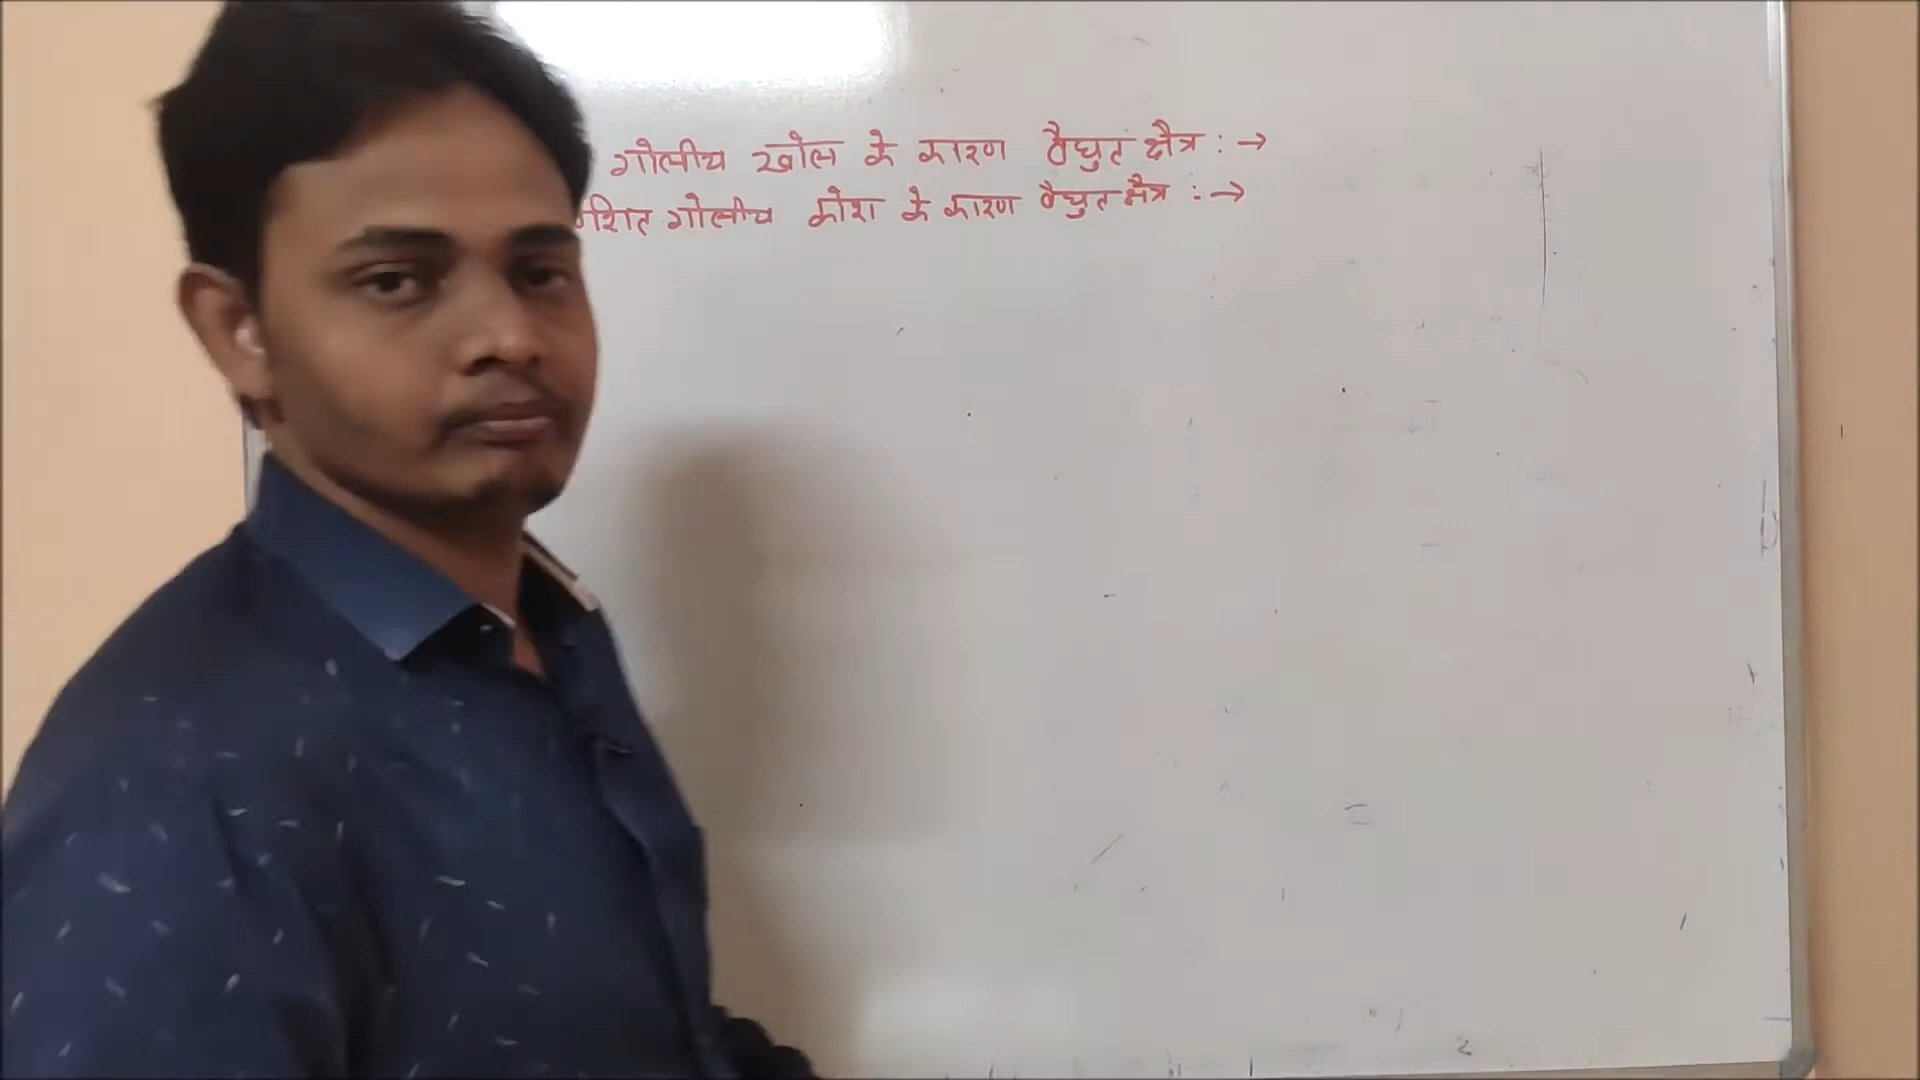 गोलीय खोल के कारण वैघुत क्षैत्र : →
गोलीय कोश के कारण वैघुत क्षैत्र : →